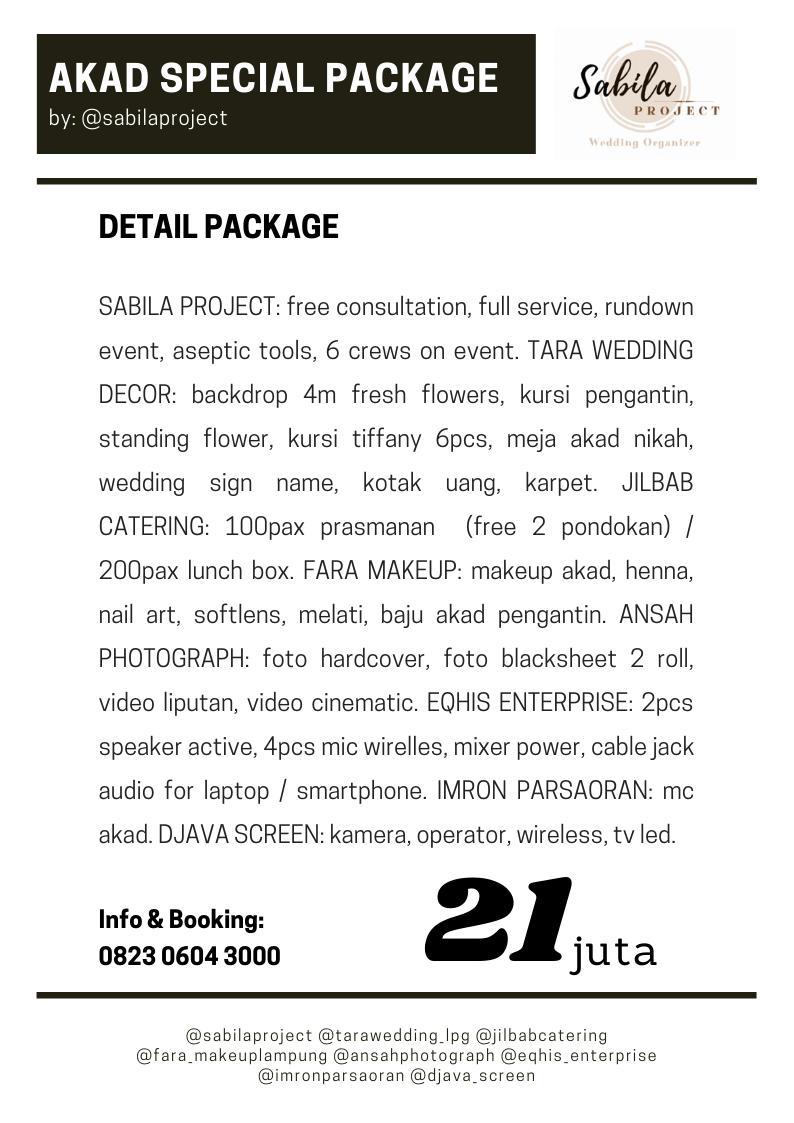 AKAD SPECIAL PACKAGE
by: @sabilaproject
Sabila
PROJECT
Wedding Organizer
DETAIL PACKAGE
SABILA PROJECT: free consultation, full service, rundown
event, aseptic tools, 6 crews on event. TARA WEDDING
DECOR: backdrop 4m fresh flowers, kursi pengantin,
standing flower, kursi tiffany 6pcs, meja akad nikah,
wedding sign name, kotak uang, karpet. JILBAB
CATERING: 100pax prasmanan (free 2 pondokan) /
200pax lunch box. FARA MAKEUP: makeup akad, henna,
nail art, softlens, melati, baju akad pengantin. ANSAH
PHOTOGRAPH: foto hardcover, foto blacksheet 2 roll,
video liputan, video cinematic. EQHIS ENTERPRISE: 2pcs
speaker active, 4pcs mic wirelles, mixer power, cable jack
audio for laptop / smartphone. IMRON PARSAORAN: mc
akad. DJAVA SCREEN: kamera, operator, wireless, tv led.
Info & Booking:
0823 0604 3000
21 juta
@sabilaproject @tarawedding_lpg @jilbabcatering
@fara_makeuplampung @ansahphotograph @eqhis_enterprise
@imronparsaoran @djava_screen